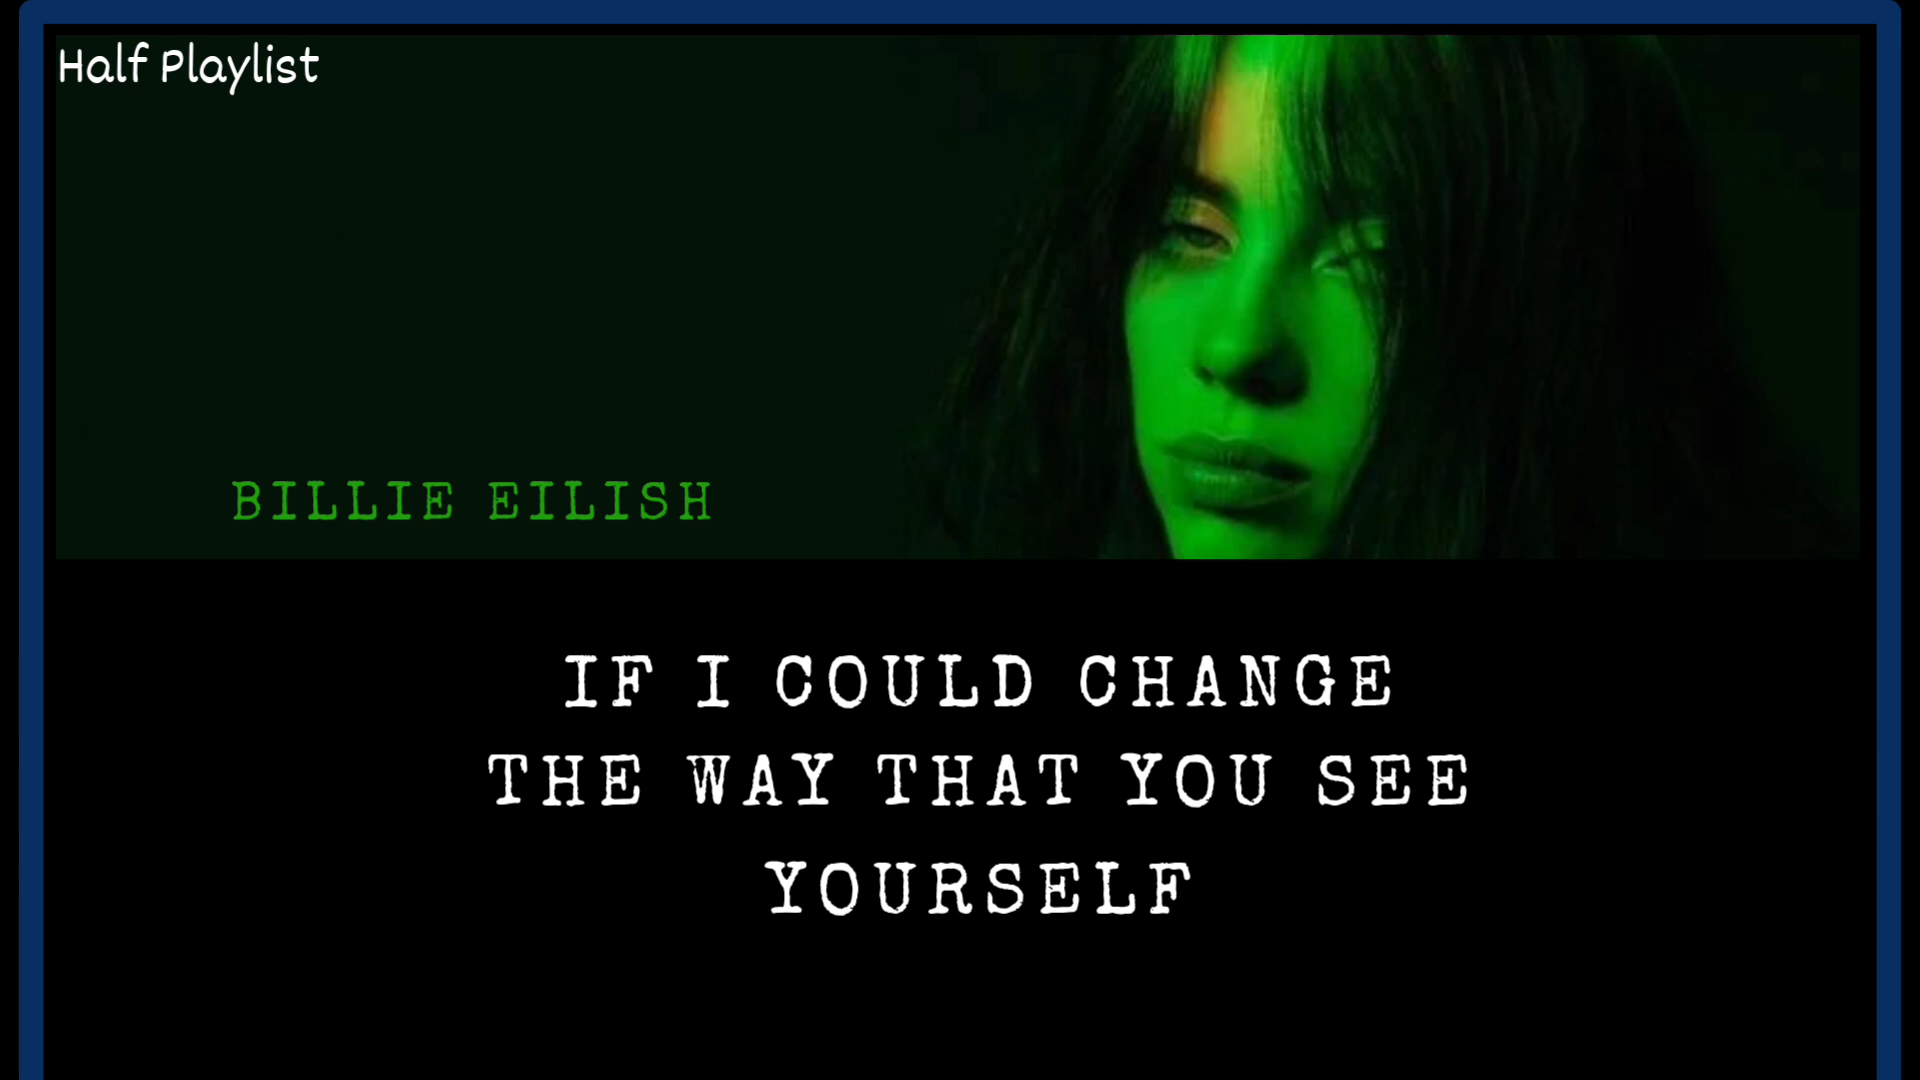 Half Playlist
BILLIE EILISH
IF I COULD CHANGE
THE WAY THAT YOU SEE
YOURSELF